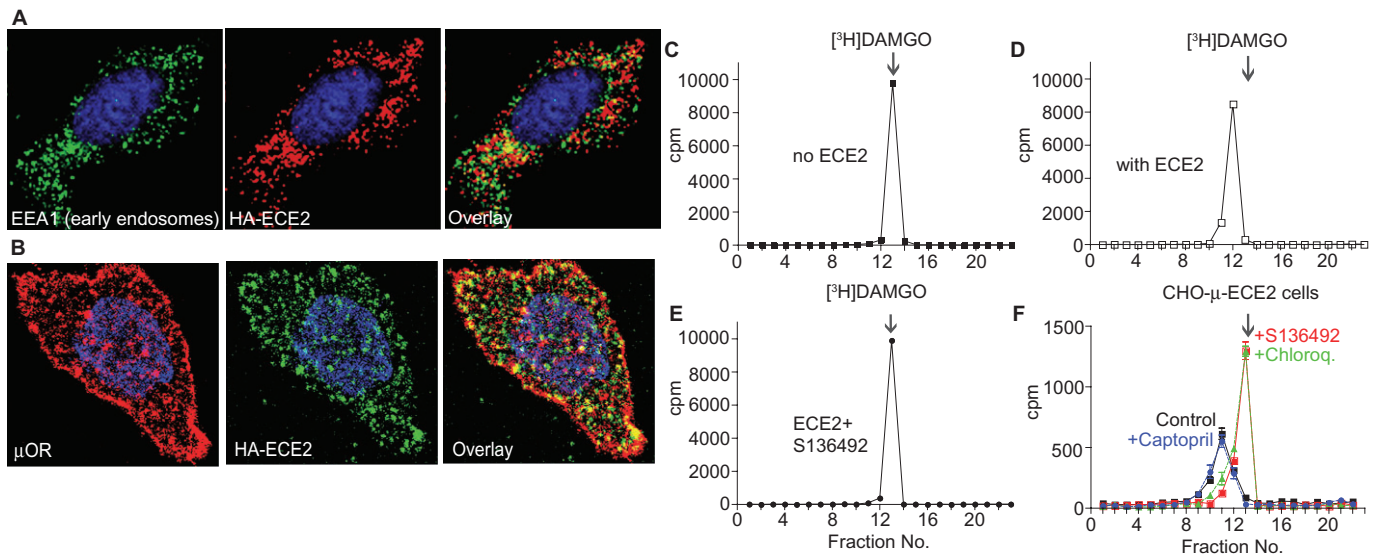 A
EEA1 (early endosomes)
HA-ECE2
Overlay
B
μOR
HA-ECE2
Overlay
C
[³H]DAMGO
10000
8000
6000
4000
2000
0
cpm
no ECE2
1 4 8 12 16 20
D
[³H]DAMGO
10000
8000
6000
4000
2000
0
cpm
with ECE2
1 4 8 12 16 20
E
[³H]DAMGO
10000
8000
6000
4000
2000
0
cpm
ECE2+
S136492
1 4 8 12 16 20
Fraction No.
F
CHO-μ-ECE2 cells
1500
1000
500
0
cpm
+S136492
+Chloroq.
Control
+Captopril
0 4 8 12 16 20
Fraction No.